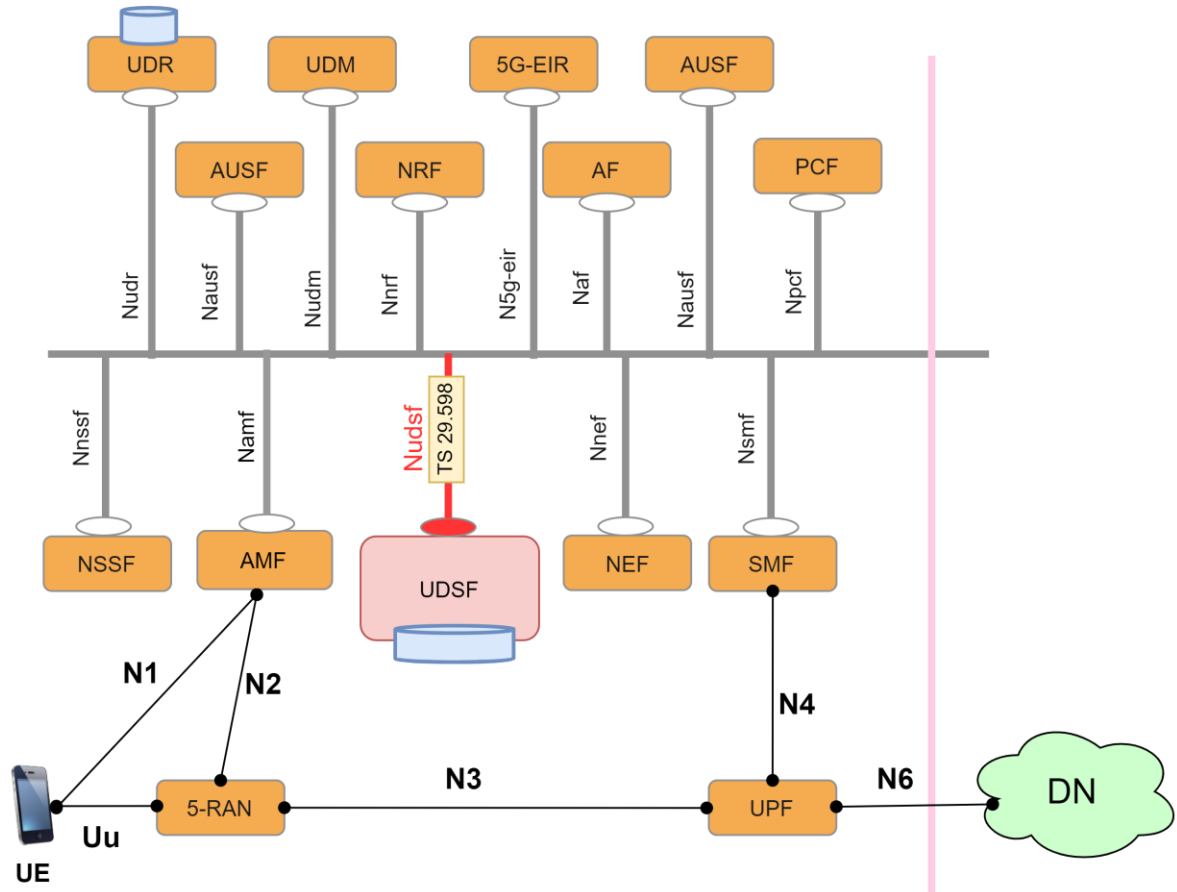 UDR
UDM
5G-EIR
AUSF
AUSF
NRF
AF
PCF
Nudr
Nausf
Nudm
Nnrf
N5g-eir
Naf
Nausf
Npcf
Nnssf
Namf
Nudsf
TS 29.598
Nnef
Nsmf
NSSF
AMF
UDSF
NEF
SMF
N1
N2
N4
N3
N6
5-RAN
UPF
DN
Uu
UE